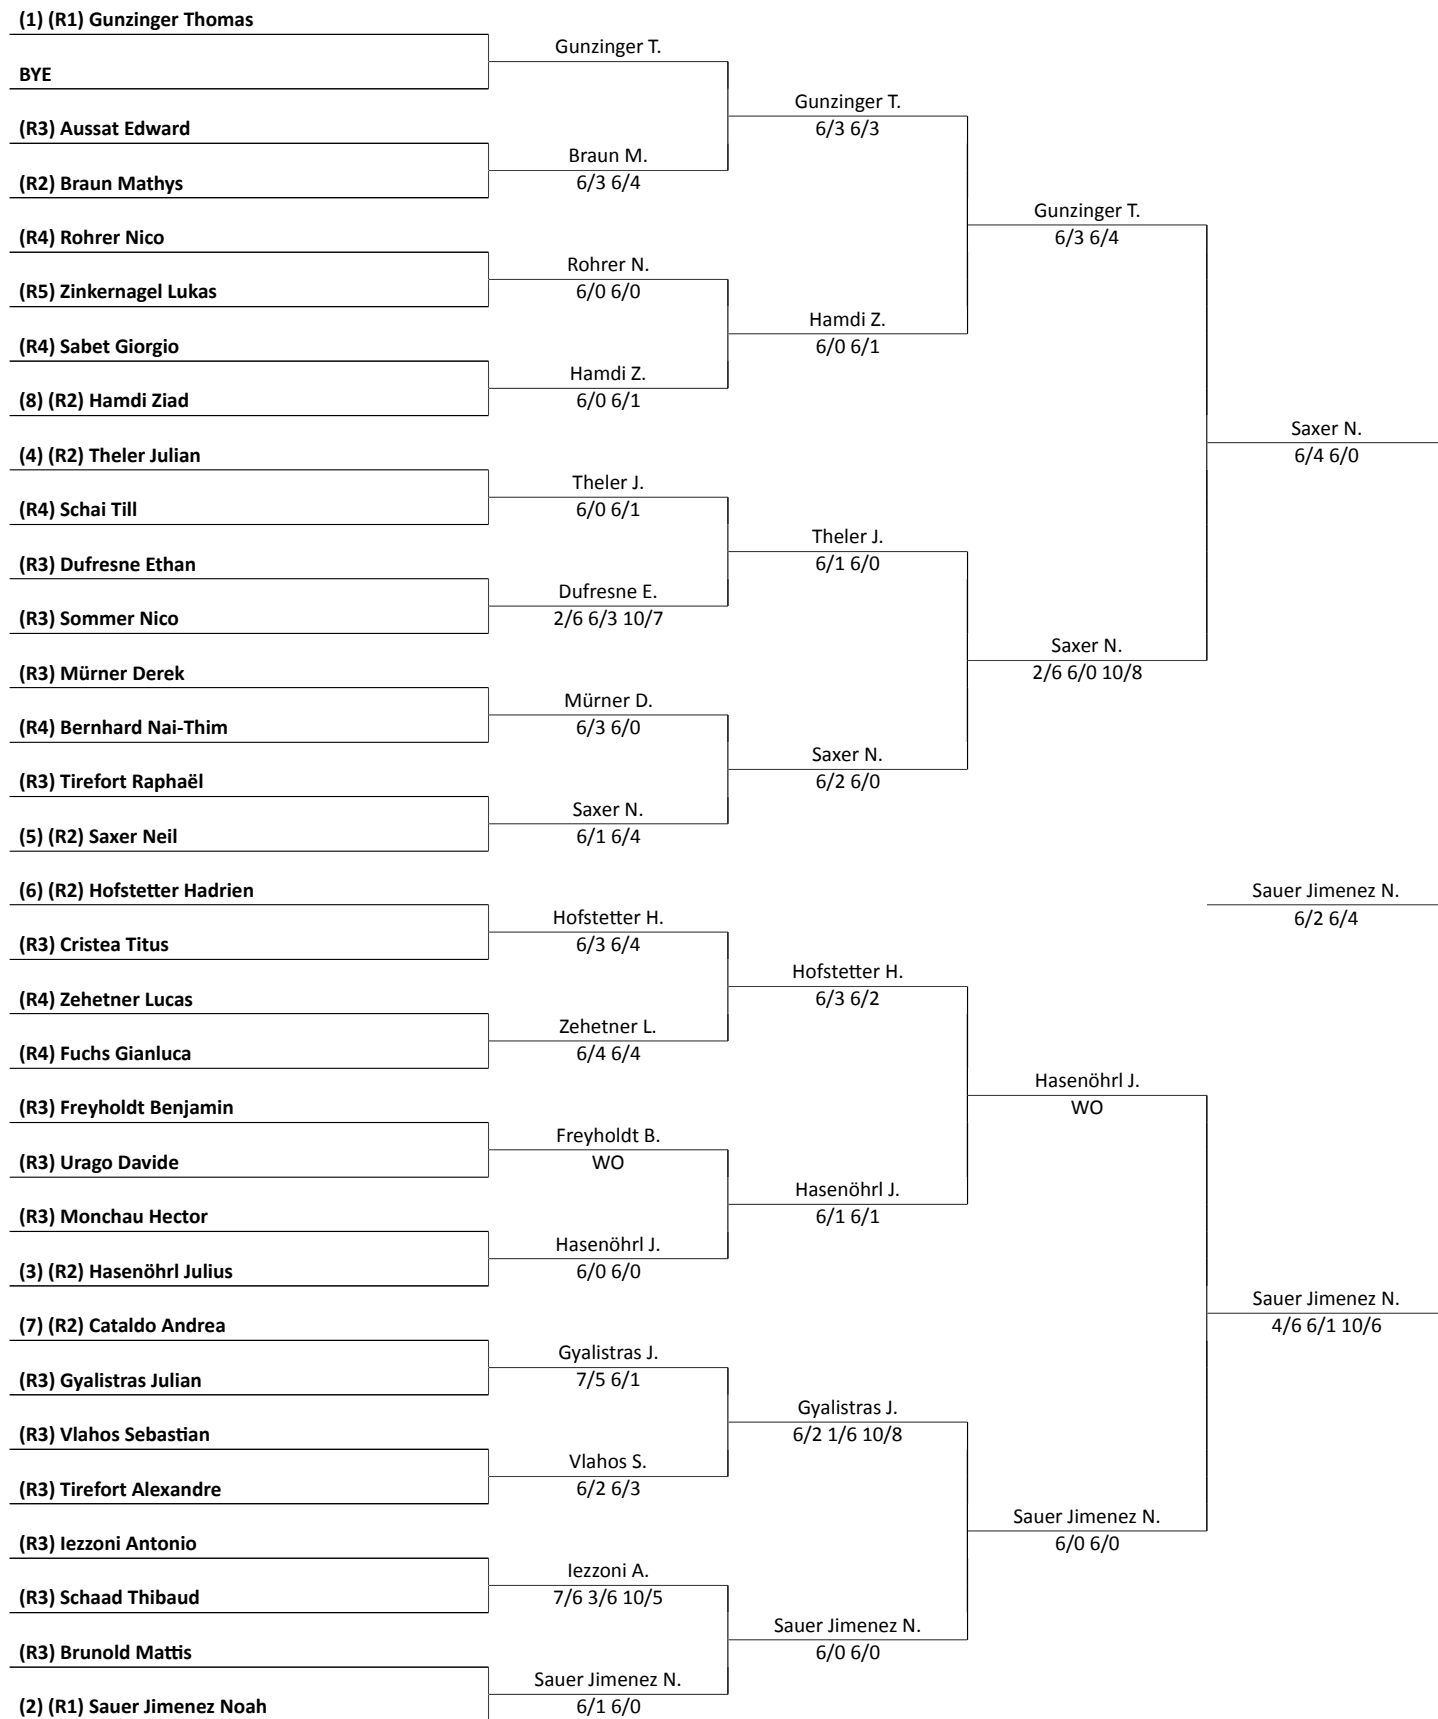 (1) (R1) Gunzinger Thomas
BYE
(R3) Aussat Edward
(R2) Braun Mathys
(R4) Rohrer Nico
(R5) Zinkernagel Lukas
(R4) Sabet Giorgio
(8) (R2) Hamdi Ziad
(4) (R2) Theler Julian
(R4) Schai Till
(R3) Dufresne Ethan
(R3) Sommer Nico
(R3) Mürner Derek
(R4) Bernhard Nai-Thim
(R3) Tirefort Raphaël
(5) (R2) Saxer Neil
(6) (R2) Hofstetter Hadrien
(R3) Cristea Titus
(R4) Zehetner Lucas
(R4) Fuchs Gianluca
(R3) Freyholdt Benjamin
(R3) Urago Davide
(R3) Monchau Hector
(3) (R2) Hasenöhrl Julius
(7) (R2) Cataldo Andrea
(R3) Gyalistras Julian
(R3) Vlahos Sebastian
(R3) Tirefort Alexandre
(R3) Iezzoni Antonio
(R3) Schaad Thibaud
(R3) Brunold Mattis
(2) (R1) Sauer Jimenez Noah
Gunzinger T.
Braun M.
6/3 6/4
Rohrer N.
6/0 6/0
Hamdi Z.
6/0 6/1
Theler J.
6/0 6/1
Dufresne E.
2/6 6/3 10/7
Mürner D.
6/3 6/0
Saxer N.
6/1 6/4
Hofstetter H.
6/3 6/4
Zehetner L.
6/4 6/4
Freyholdt B.
WO
Hasenöhrl J.
6/0 6/0
Gyalistras J.
7/5 6/1
Vlahos S.
6/2 6/3
Iezzoni A.
7/6 3/6 10/5
Sauer Jimenez N.
6/1 6/0
Gunzinger T.
6/3 6/3
Hamdi Z.
6/0 6/1
Theler J.
6/1 6/0
Saxer N.
6/2 6/0
Hofstetter H.
6/3 6/2
Hasenöhrl J.
6/1 6/1
Gyalistras J.
6/2 1/6 10/8
Sauer Jimenez N.
6/0 6/0
Gunzinger T.
6/3 6/4
Saxer N.
2/6 6/0 10/8
Hasenöhrl J.
WO
Sauer Jimenez N.
6/0 6/0
Saxer N.
6/4 6/0
Sauer Jimenez N.
6/2 6/4
Sauer Jimenez N.
4/6 6/1 10/6